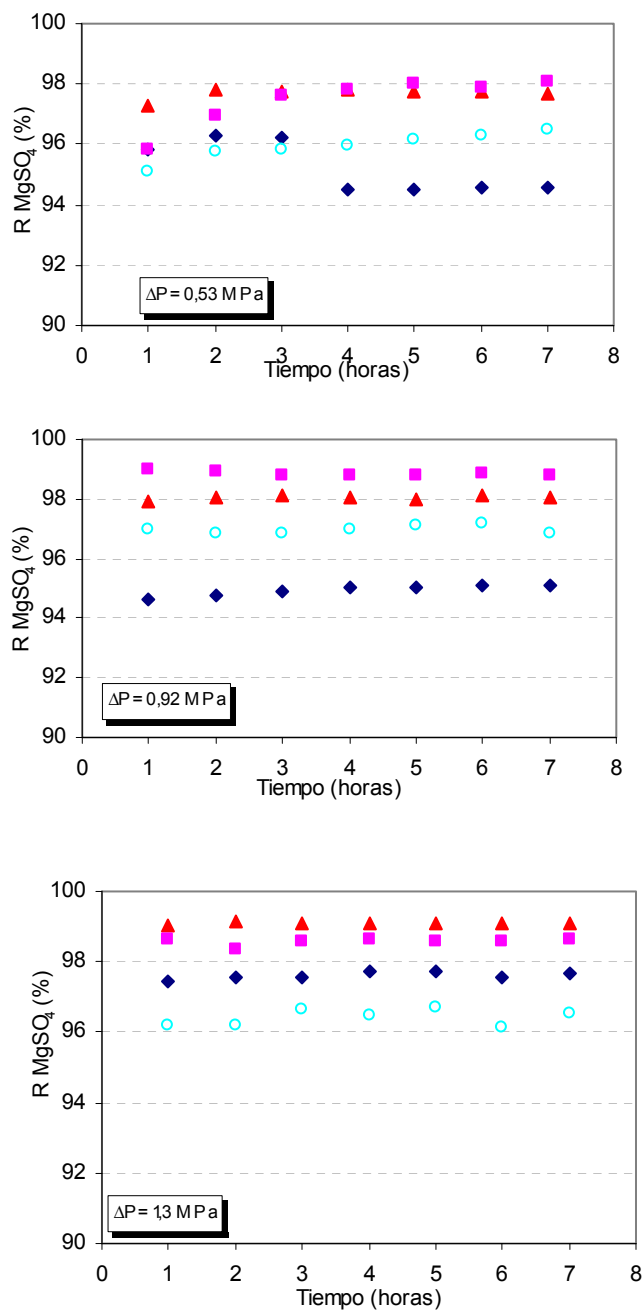 100
98
96
94
92
90
R MgSO₄ (%)
ΔP = 0,53 M Pa
0 1 2 3 4 5 6 7 8
Tiempo (horas)
100
98
96
94
92
90
R MgSO₄ (%)
ΔP = 0,92 M Pa
0 1 2 3 4 5 6 7 8
Tiempo (horas)
100
98
96
94
92
90
R MgSO₄ (%)
ΔP = 1,3 M Pa
0 1 2 3 4 5 6 7 8
Tiempo (horas)